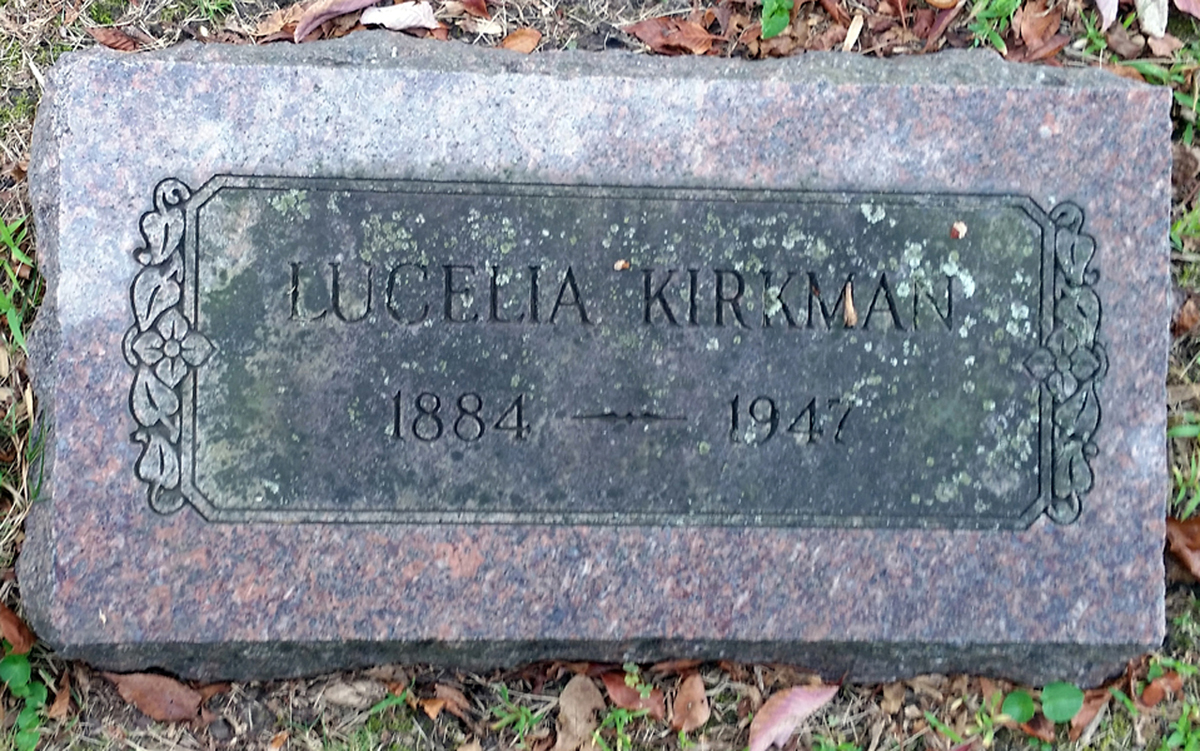 LUCELIA KIRKMAN
1884 — 1947